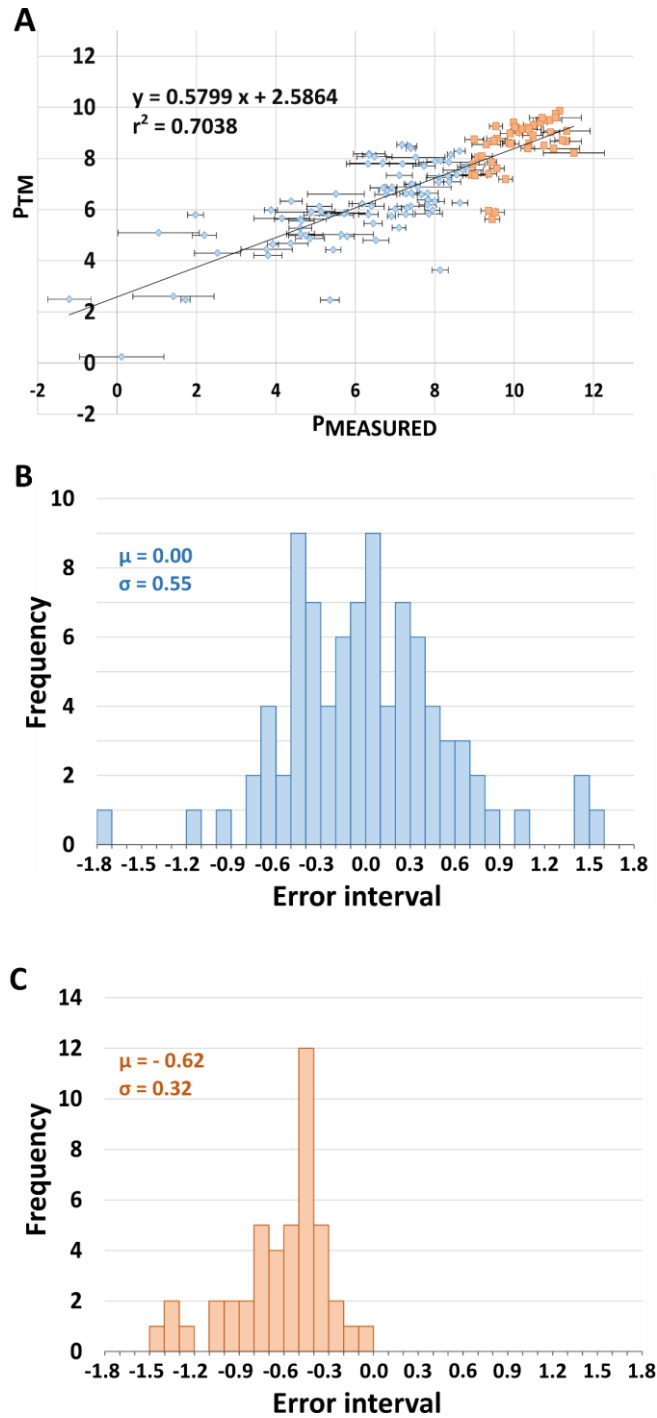 A
12
10
8
6
4
2
0
-2
PTM
y = 0.5799 x + 2.5864
r² = 0.7038
-2 0 2 4 6 8 10 12
PMEASURED
B
10
8
6
4
2
0
Frequency
μ = 0.00
σ = 0.55
-1.8 -1.5 -1.2 -0.9 -0.6 -0.3 0.0 0.3 0.6 0.9 1.2 1.5 1.8
Error interval
C
14
12
10
8
6
4
2
0
Frequency
μ = - 0.62
σ = 0.32
-1.8 -1.5 -1.2 -0.9 -0.6 -0.3 0.0 0.3 0.6 0.9 1.2 1.5 1.8
Error interval